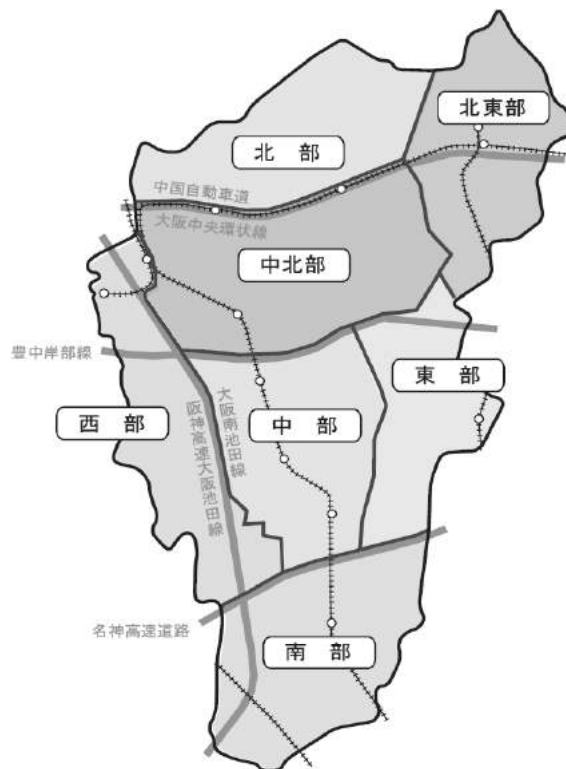 北東部
北部
中国自動車道
大阪中央環状線
中北部
豊中岸部線
東部
西部
中部
大阪南池田線
阪神高速大阪池田線
名神高速道路
南部